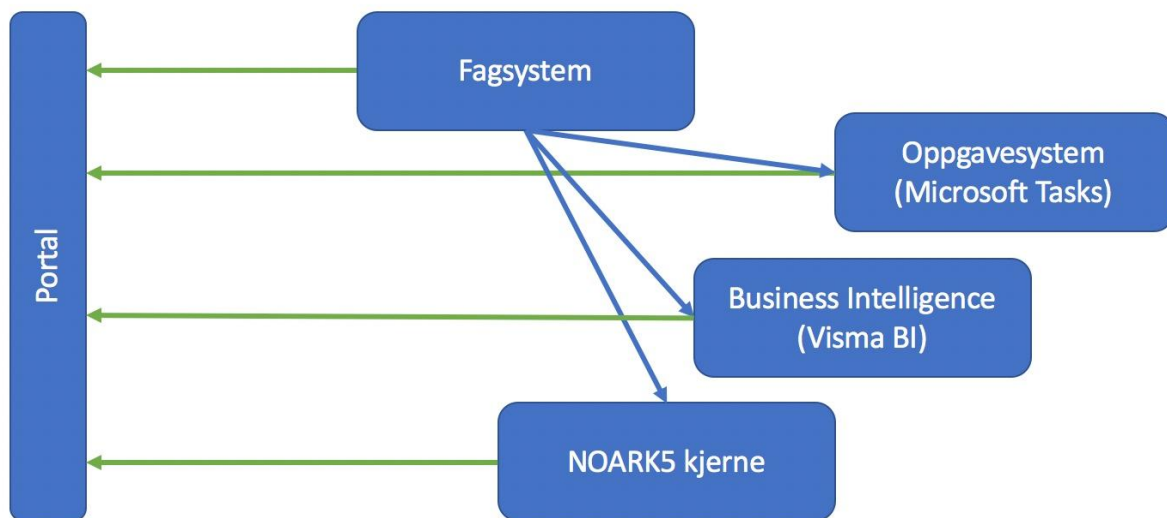 Portal
Fagsystem
Oppgavesystem
(Microsoft Tasks)
Business Intelligence
(Visma BI)
NOARK5 kjerne